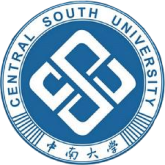 CENTRAL SOUTH UNIVERSITY
中南大学